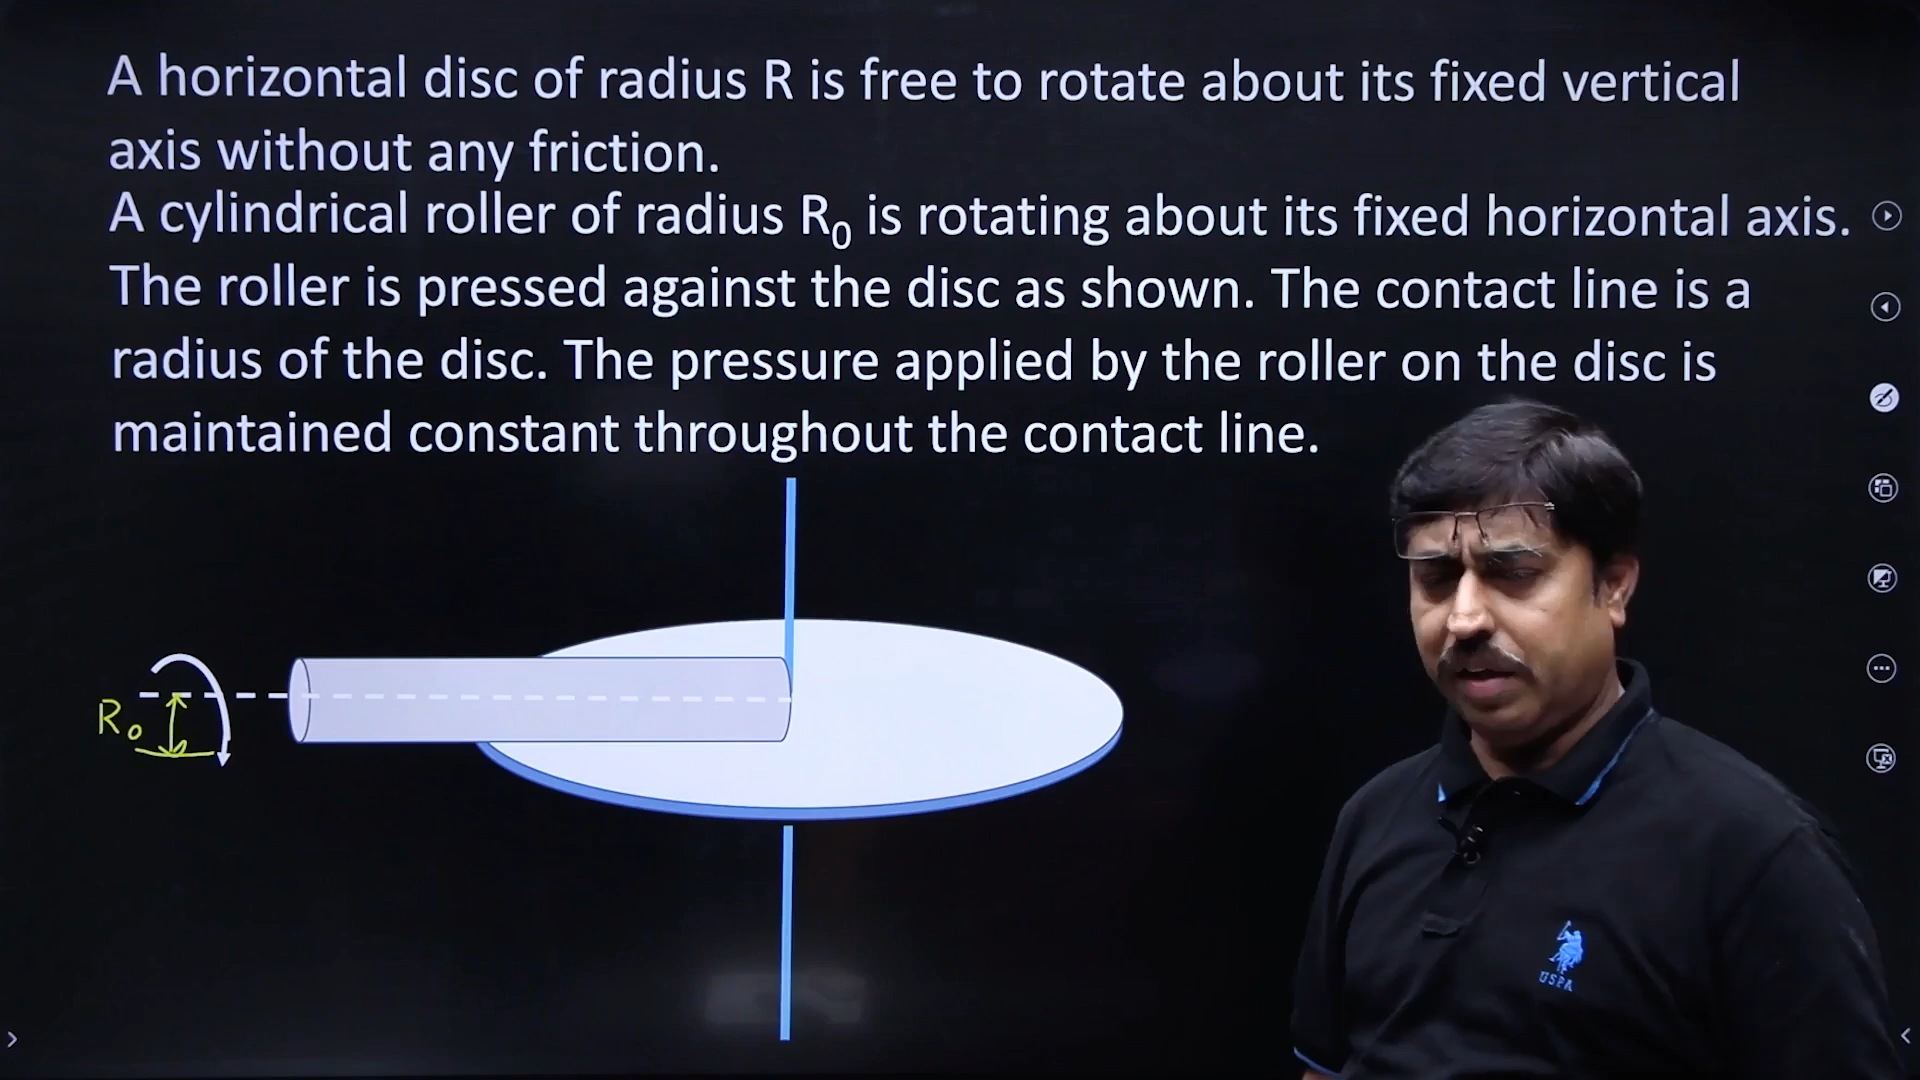 A horizontal disc of radius R is free to rotate about its fixed vertical
axis without any friction.
A cylindrical roller of radius R₀ is rotating about its fixed horizontal axis.
The roller is pressed against the disc as shown. The contact line is a
radius of the disc. The pressure applied by the roller on the disc is
maintained constant throughout the contact line.
R₀
USPA